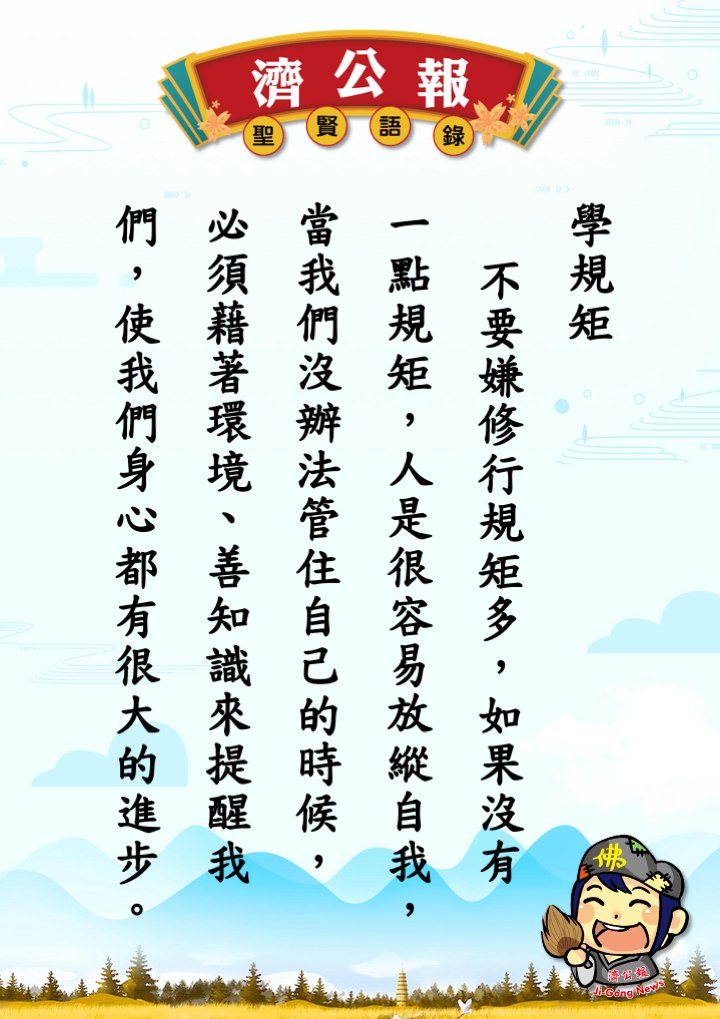 濟公報
聖賢語錄
學規矩
不要嫌修行規矩多，如果沒有
一點規矩，人是很容易放縱自我，
當我們沒辦法管住自己的時候，
必須藉著環境、善知識來提醒我
們，使我們身心都有很大的進步。
佛
濟公報
Ji-Gong News